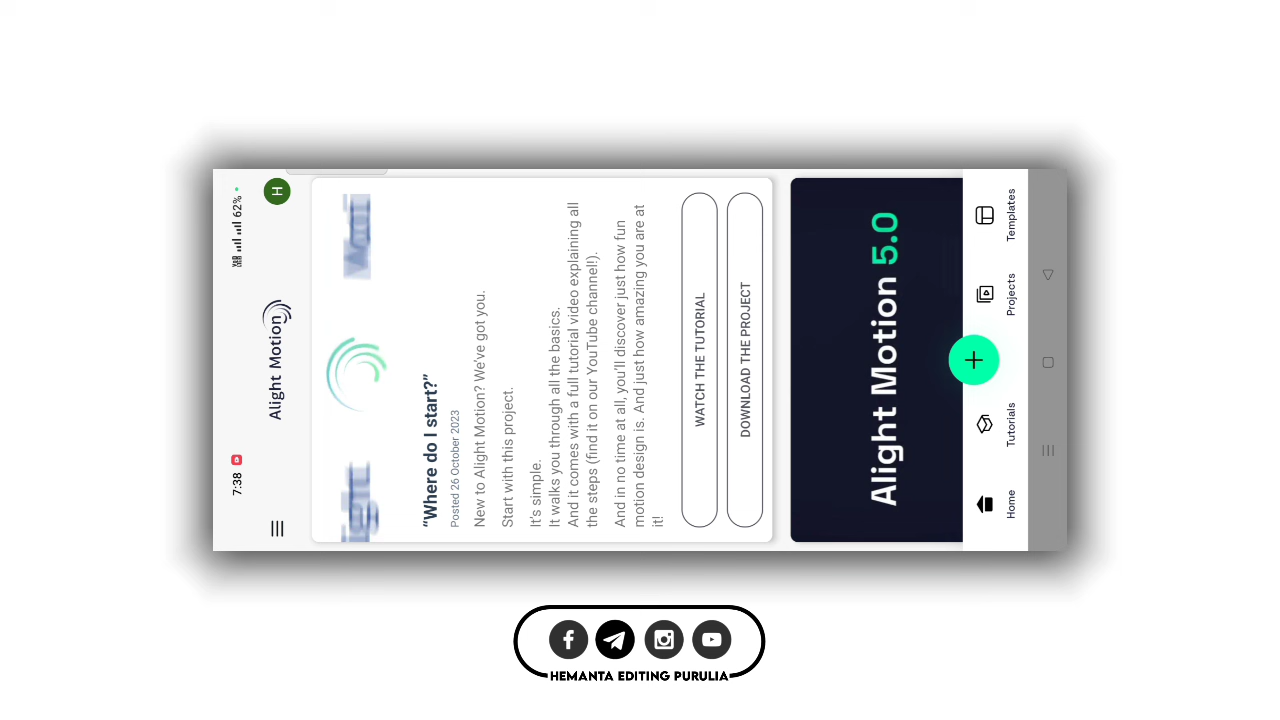 7:38
62%
Alight Motion
H
“Where do I start?”
Posted 26 October 2023
New to Alight Motion? We've got you.
Start with this project.
It's simple.
It walks you through all the basics.
And it comes with a full tutorial video explaining all
the steps (find it on our YouTube channel!).
And in no time at all, you'll discover just how fun
motion design is. And just how amazing you are at
it!
WATCH THE TUTORIAL
DOWNLOAD THE PROJECT
Alight Motion 5.0
Home
Tutorials
Projects
Templates
HEMANTA EDITING PURULIA